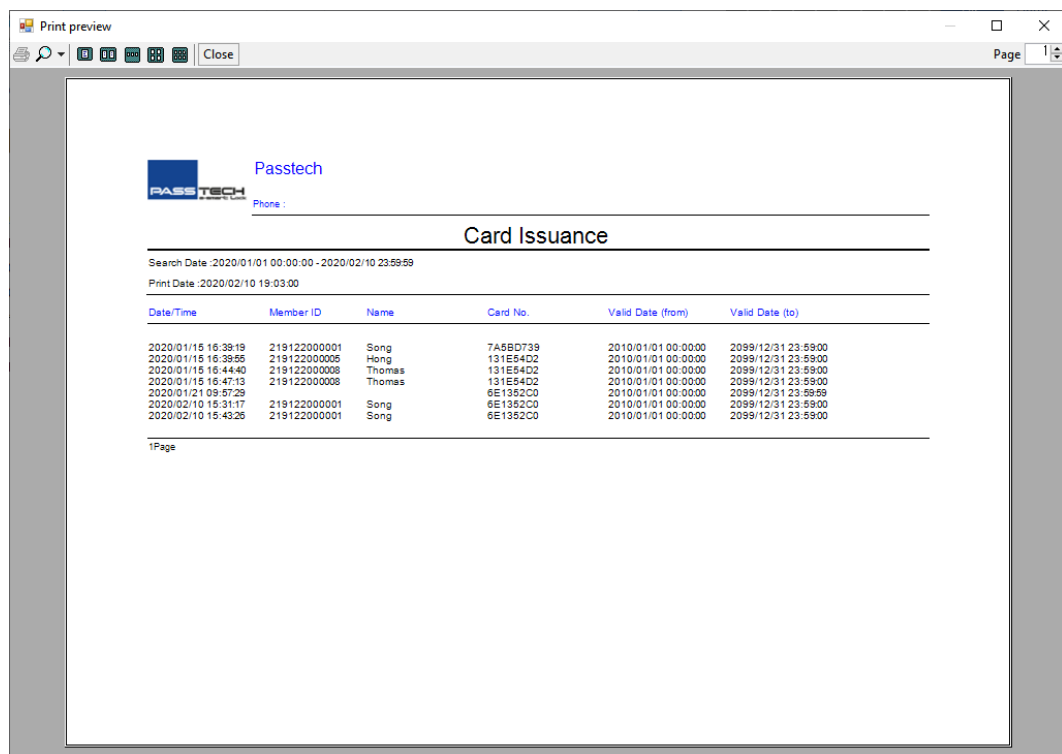 Print preview
Close Page 1
Passtech
PASS TECH
Phone :
Card Issuance
Search Date :2020/01/01 00:00:00 - 2020/02/10 23:59:59
Print Date :2020/02/10 19:03:00
Date/Time Member ID Name Card No. Valid Date (from) Valid Date (to)
2020/01/15 16:39:19 219122000001 Song 7A5BD739 2010/01/01 00:00:00 2099/12/31 23:59:00
2020/01/15 16:39:55 219122000005 Hong 131E54D2 2010/01/01 00:00:00 2099/12/31 23:59:00
2020/01/15 16:44:40 219122000008 Thomas 131E54D2 2010/01/01 00:00:00 2099/12/31 23:59:00
2020/01/15 16:47:13 219122000008 Thomas 131E54D2 2010/01/01 00:00:00 2099/12/31 23:59:00
2020/01/21 09:57:29 6E1352C0 2010/01/01 00:00:00 2099/12/31 23:59:59
2020/02/10 15:31:17 219122000001 Song 6E1352C0 2010/01/01 00:00:00 2099/12/31 23:59:00
2020/02/10 15:43:26 219122000001 Song 6E1352C0 2010/01/01 00:00:00 2099/12/31 23:59:00
1Page